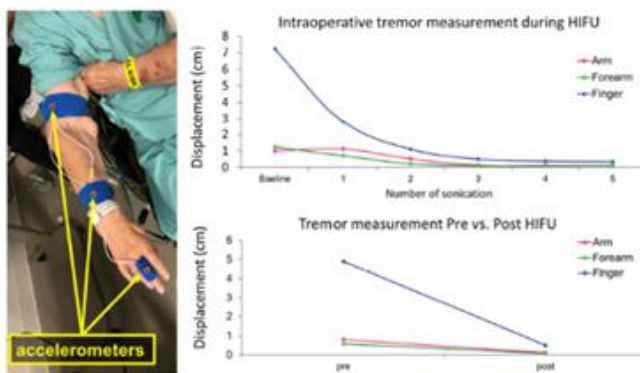 accelerometers
Intraoperative tremor measurement during HIFU
Displacement (cm)
8
7
6
5
4
3
2
1
0
Baeline
1
2
3
4
5
Number of sonication
Arm
Forearm
Finger
Tremor measurement Pre vs. Post HIFU
Displacement (cm)
6
5
4
3
2
1
0
pre
post
Arm
Forearm
Finger